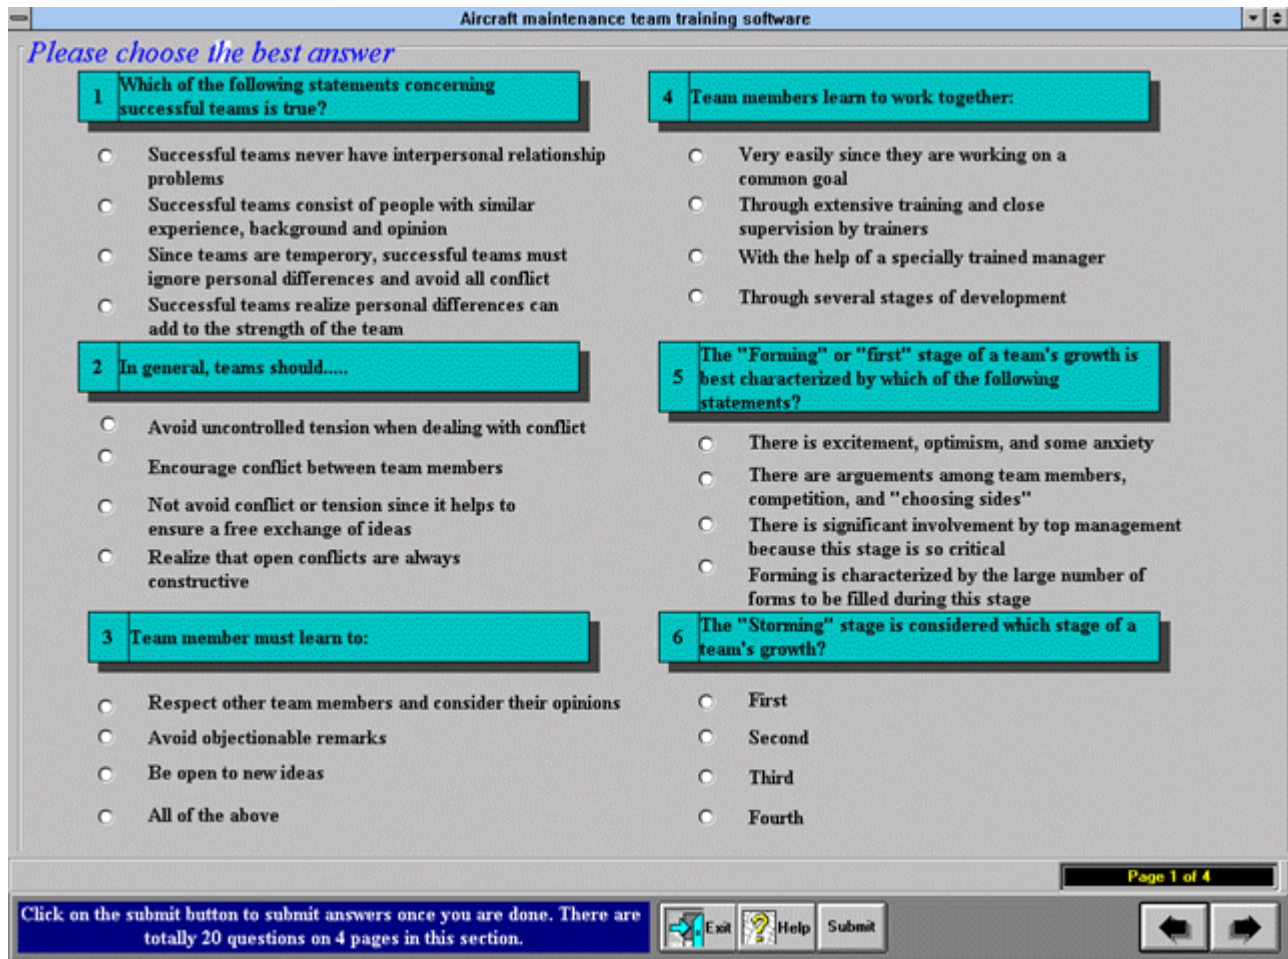 Aircraft maintenance team training software
Please choose the best answer
1 Which of the following statements concerning
successful teams is true?
Successful teams never have interpersonal relationship
problems
Successful teams consist of people with similar
experience, background and opinion
Since teams are temperory, successful teams must
ignore personal differences and avoid all conflict
Successful teams realize personal differences can
add to the strength of the team
2 In general, teams should.....
Avoid uncontrolled tension when dealing with conflict
Encourage conflict between team members
Not avoid conflict or tension since it helps to
ensure a free exchange of ideas
Realize that open conflicts are always
constructive
3 Team member must learn to:
Respect other team members and consider their opinions
Avoid objectionable remarks
Be open to new ideas
All of the above
4 Team members learn to work together:
Very easily since they are working on a
common goal
Through extensive training and close
supervision by trainers
With the help of a specially trained manager
Through several stages of development
The "Forming" or "first" stage of a team's growth is
5 best characterized by which of the following
statements?
There is excitement, optimism, and some anxiety
There are arguements among team members,
competition, and "choosing sides"
There is significant involvement by top management
because this stage is so critical
Forming is characterized by the large number of
forms to be filled during this stage
6 The "Storming" stage is considered which stage of a
team's growth?
First
Second
Third
Fourth
Page 1 of 4
Click on the submit button to submit answers once you are done. There are
totally 20 questions on 4 pages in this section.
Exit Help Submit